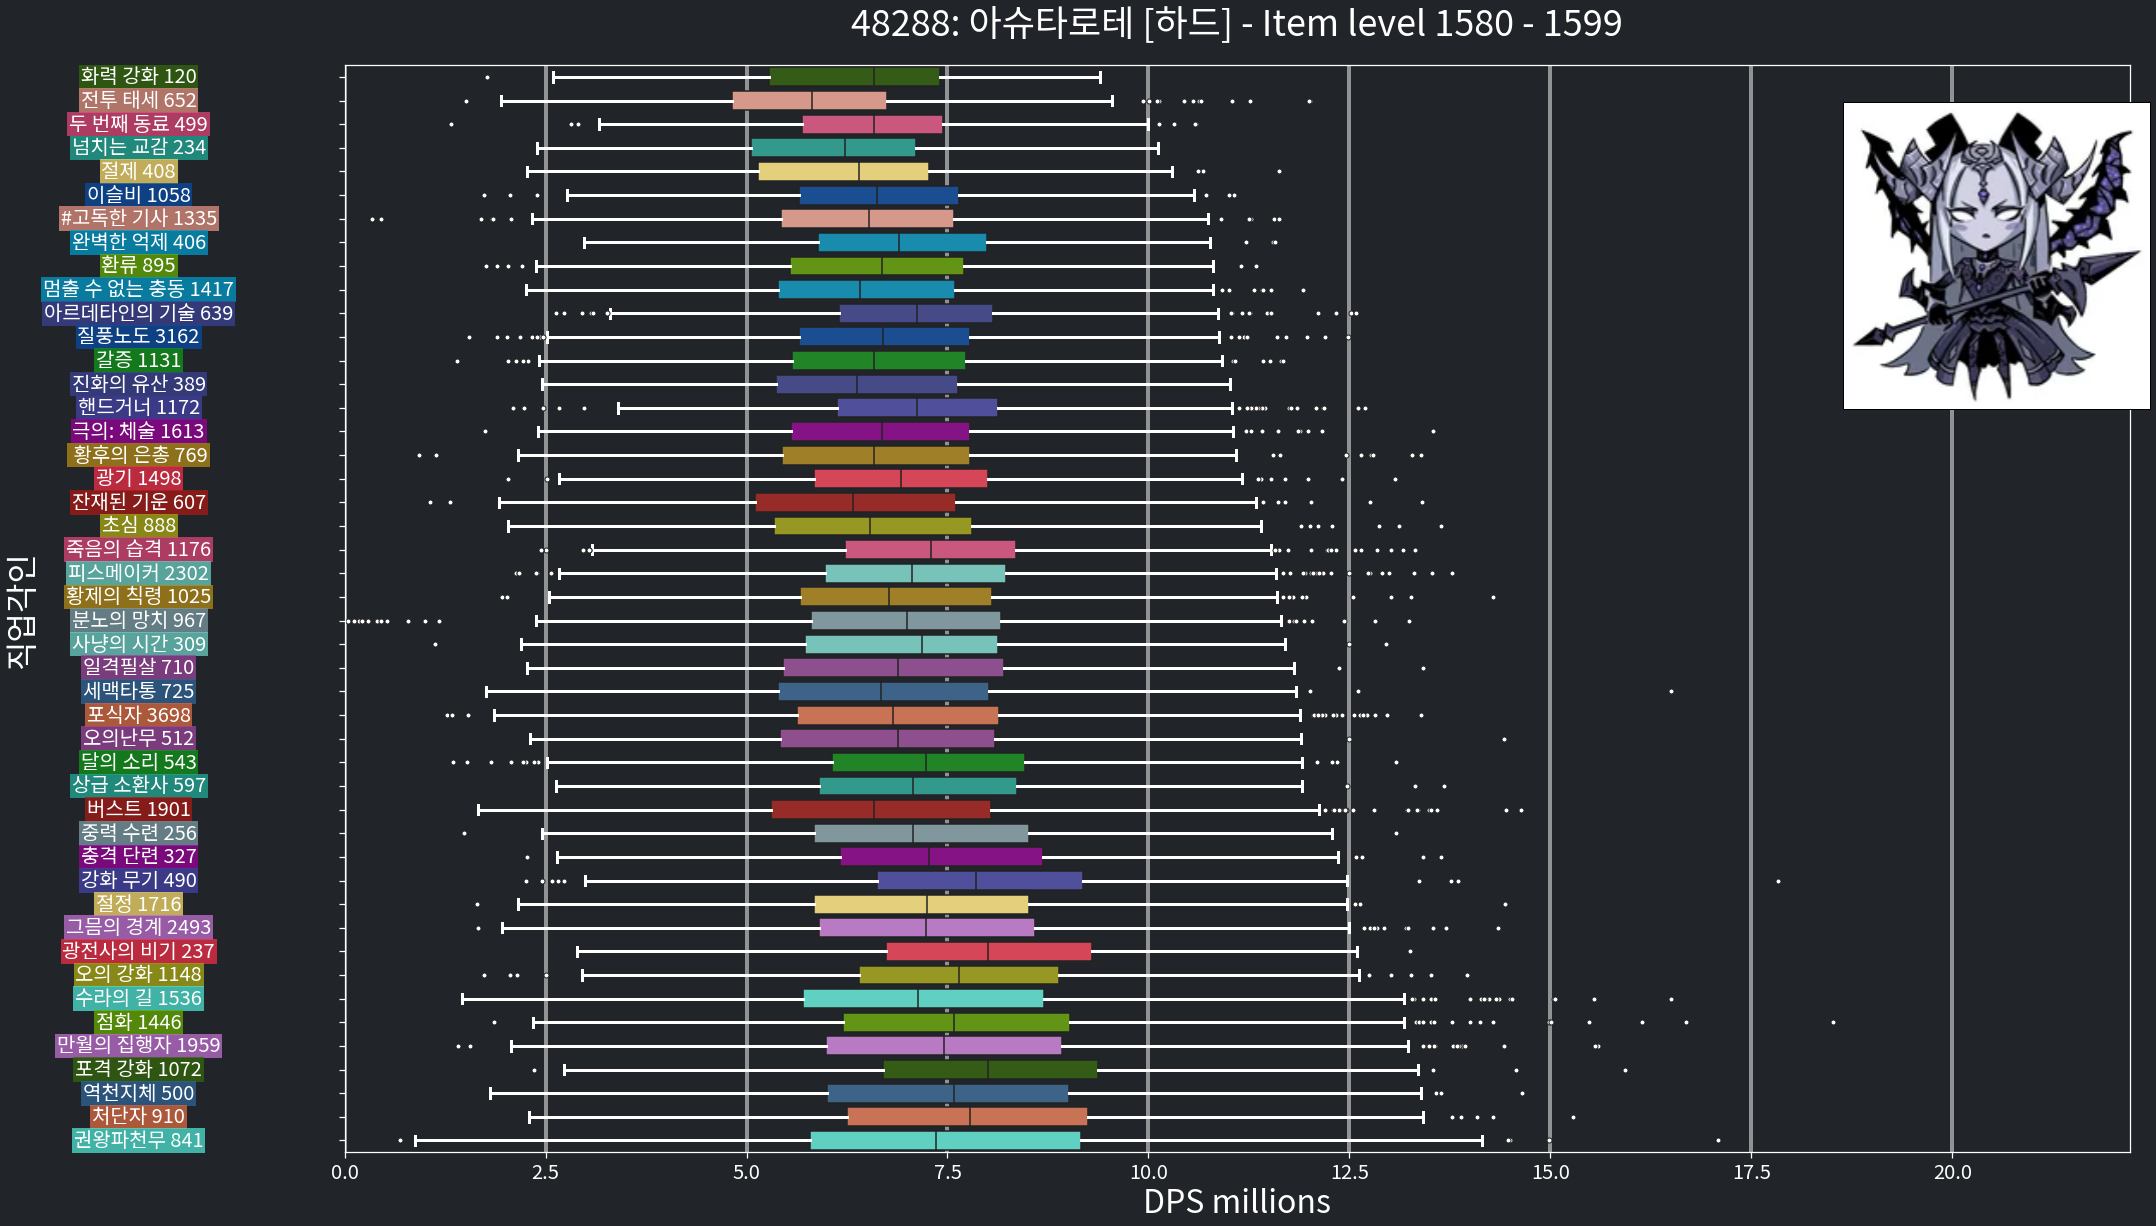 48288: 아슈타로테 [하드] - Item level 1580 - 1599
화력 강화 120
전투 태세 652
두 번째 동료 499
넘치는 교감 234
절제 408
이슬비 1058
#고독한 기사 1335
완벽한 억제 406
환류 895
멈출 수 없는 충동 1417
아르데타인의 기술 639
질풍노도 3162
갈증 1131
진화의 유산 389
핸드거너 1172
극의: 체술 1613
황후의 은총 769
광기 1498
잔재된 기운 607
초심 888
죽음의 습격 1176
피스메이커 2302
황제의 칙령 1025
분노의 망치 967
사냥의 시간 309
일격필살 710
세맥타통 725
포식자 3698
오의난무 512
달의 소리 543
상급 소환사 597
버스트 1901
중력 수련 256
충격 단련 327
강화 무기 490
절정 1716
그믐의 경계 2493
광전사의 비기 237
오의 강화 1148
수라의 길 1536
점화 1446
만월의 집행자 1959
포격 강화 1072
역천지체 500
처단자 910
권왕파천무 841
직업각인
0.0 2.5 5.0 7.5 10.0 12.5 15.0 17.5 20.0
DPS millions